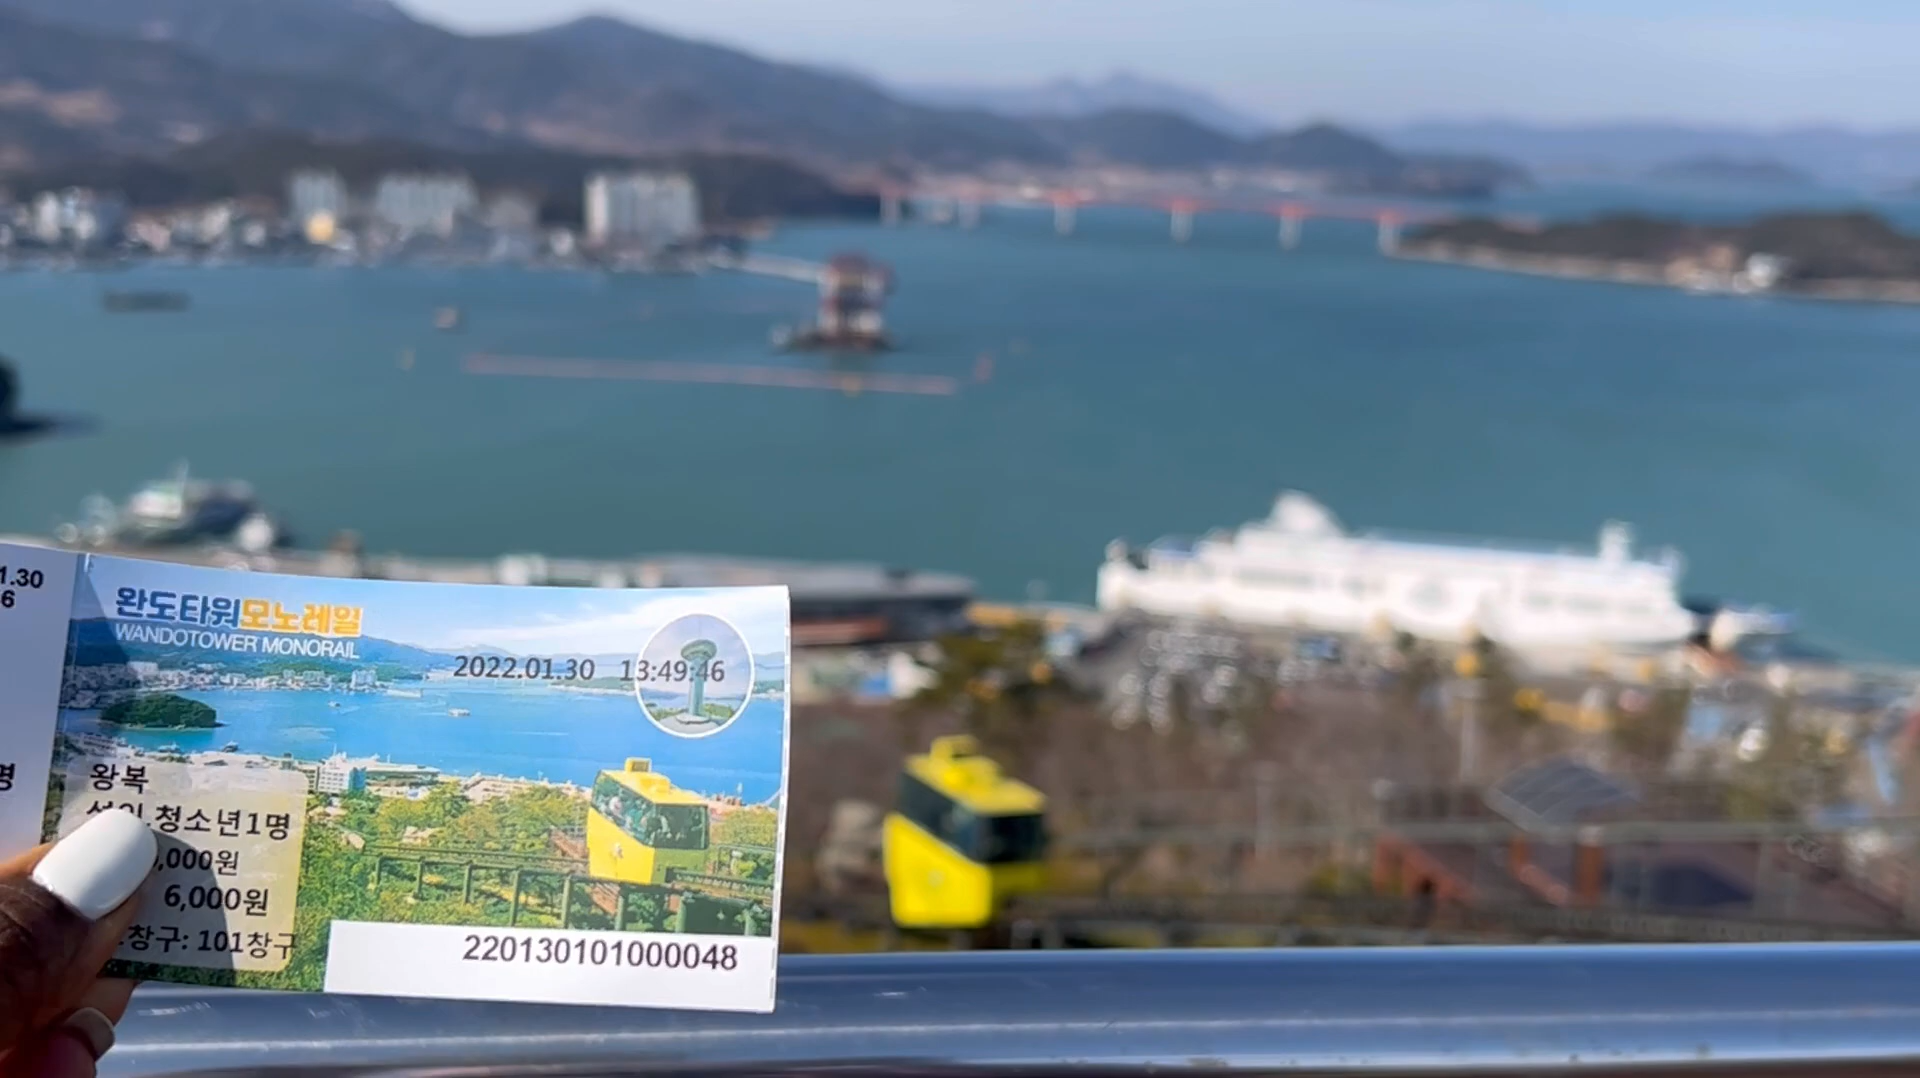 1.30
6
명
완도타워모노레일
WANDOTOWER MONORAIL
2022.01.30 13:49:46
왕복
청소년1명
,000원
6,000원
창구: 101창구
220130101000048